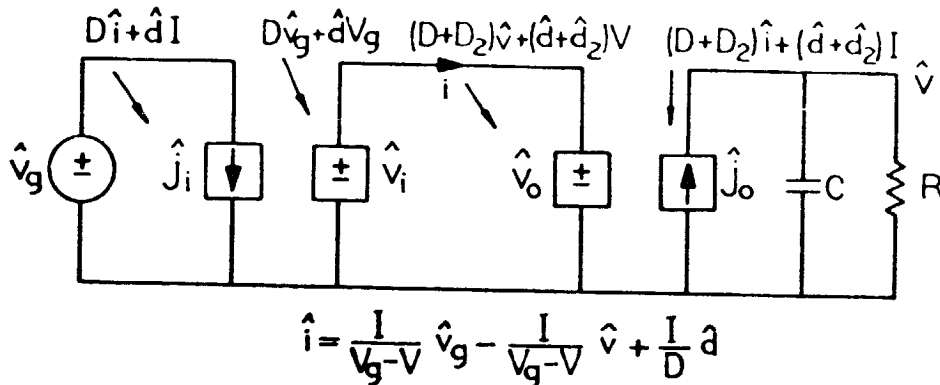 Dî+d̂I
Dv̂g+d̂Vg
(D+D₂)v̂+(d̂+d̂₂)V
(D+D₂)î+(d̂+d̂₂)I
v̂
i
v̂g
±
ĵi
±
v̂i
v̂o
±
ĵo
C
R
î = I/(Vg-V) v̂g - I/(Vg-V) v̂ + I/D d̂